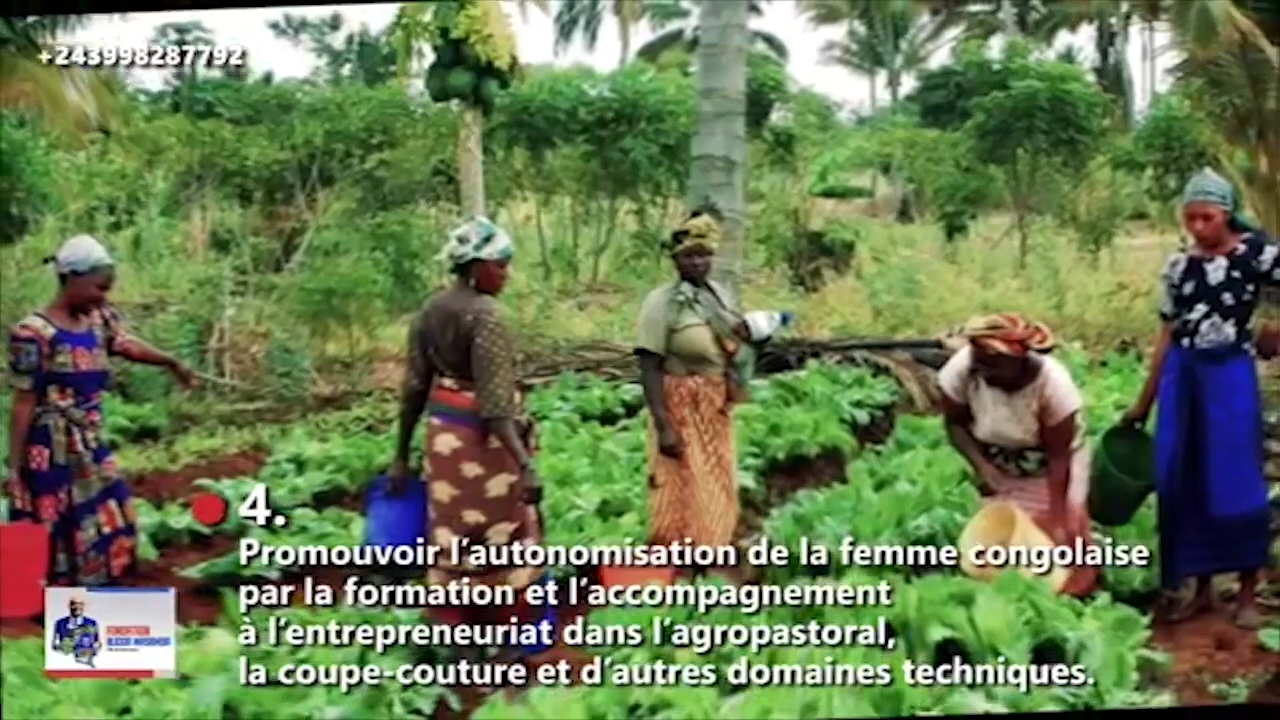 +243998287792
4.
Promouvoir l'autonomisation de la femme congolaise
par la formation et l'accompagnement
à l'entrepreneuriat dans l'agropastoral,
la coupe-couture et d'autres domaines techniques.
FONDATION